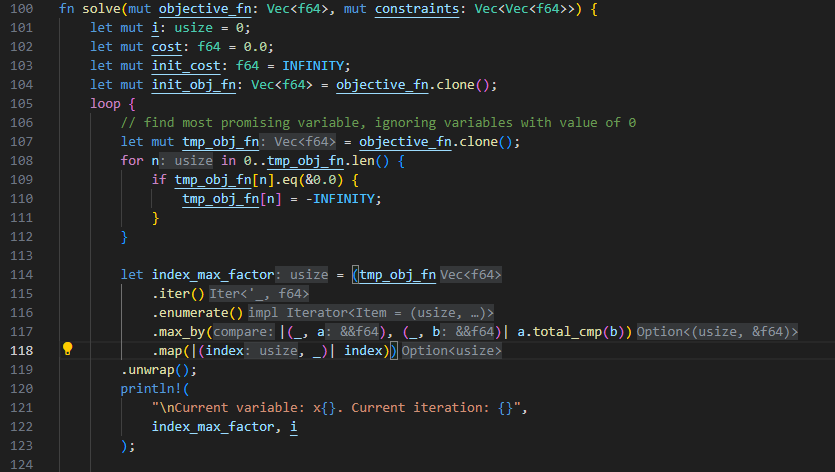 100 fn solve(mut objective_fn: Vec<f64>, mut constraints: Vec<Vec<f64>>) {
101     let mut i: usize = 0;
102     let mut cost: f64 = 0.0;
103     let mut init_cost: f64 = INFINITY;
104     let mut init_obj_fn: Vec<f64> = objective_fn.clone();
105     loop {
106         // find most promising variable, ignoring variables with value of 0
107         let mut tmp_obj_fn: Vec<f64> = objective_fn.clone();
108         for n: usize in 0..tmp_obj_fn.len() {
109             if tmp_obj_fn[n].eq(&0.0) {
110                 tmp_obj_fn[n] = -INFINITY;
111             }
112         }
113
114         let index_max_factor: usize = (tmp_obj_fn Vec<f64>
115             .iter() Iter<'_, f64>
116             .enumerate() impl Iterator<Item = (usize, …)>
117             .max_by(compare: |(_, a: &&f64), (_, b: &&f64)| a.total_cmp(b)) Option<(usize, &f64)>
118             .map(|(index: usize, _)| index)) Option<usize>
119         .unwrap();
120         println!(
121             "\nCurrent variable: x{}. Current iteration: {}",
122             index_max_factor, i
123         );
124